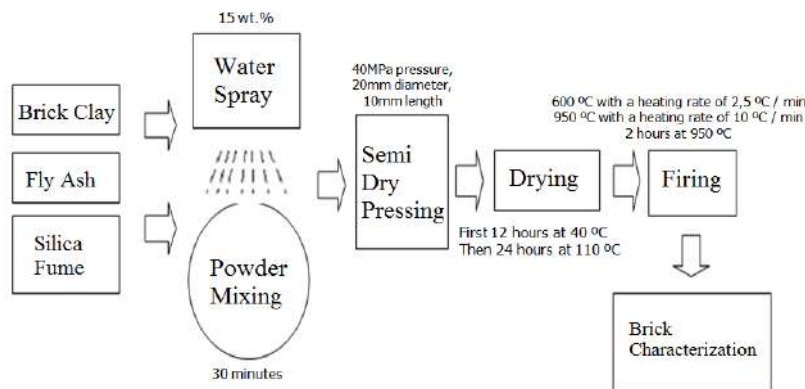 Brick Clay
Fly Ash
Silica
Fume
15 wt.%
Water
Spray
Powder
Mixing
30 minutes
40MPa pressure,
20mm diameter,
10mm length
Semi
Dry
Pressing
Drying
First 12 hours at 40 ºC
Then 24 hours at 110 ºC
600 ºC with a heating rate of 2,5 ºC / min
950 ºC with a heating rate of 10 ºC / min
2 hours at 950 ºC
Firing
Brick
Characterization